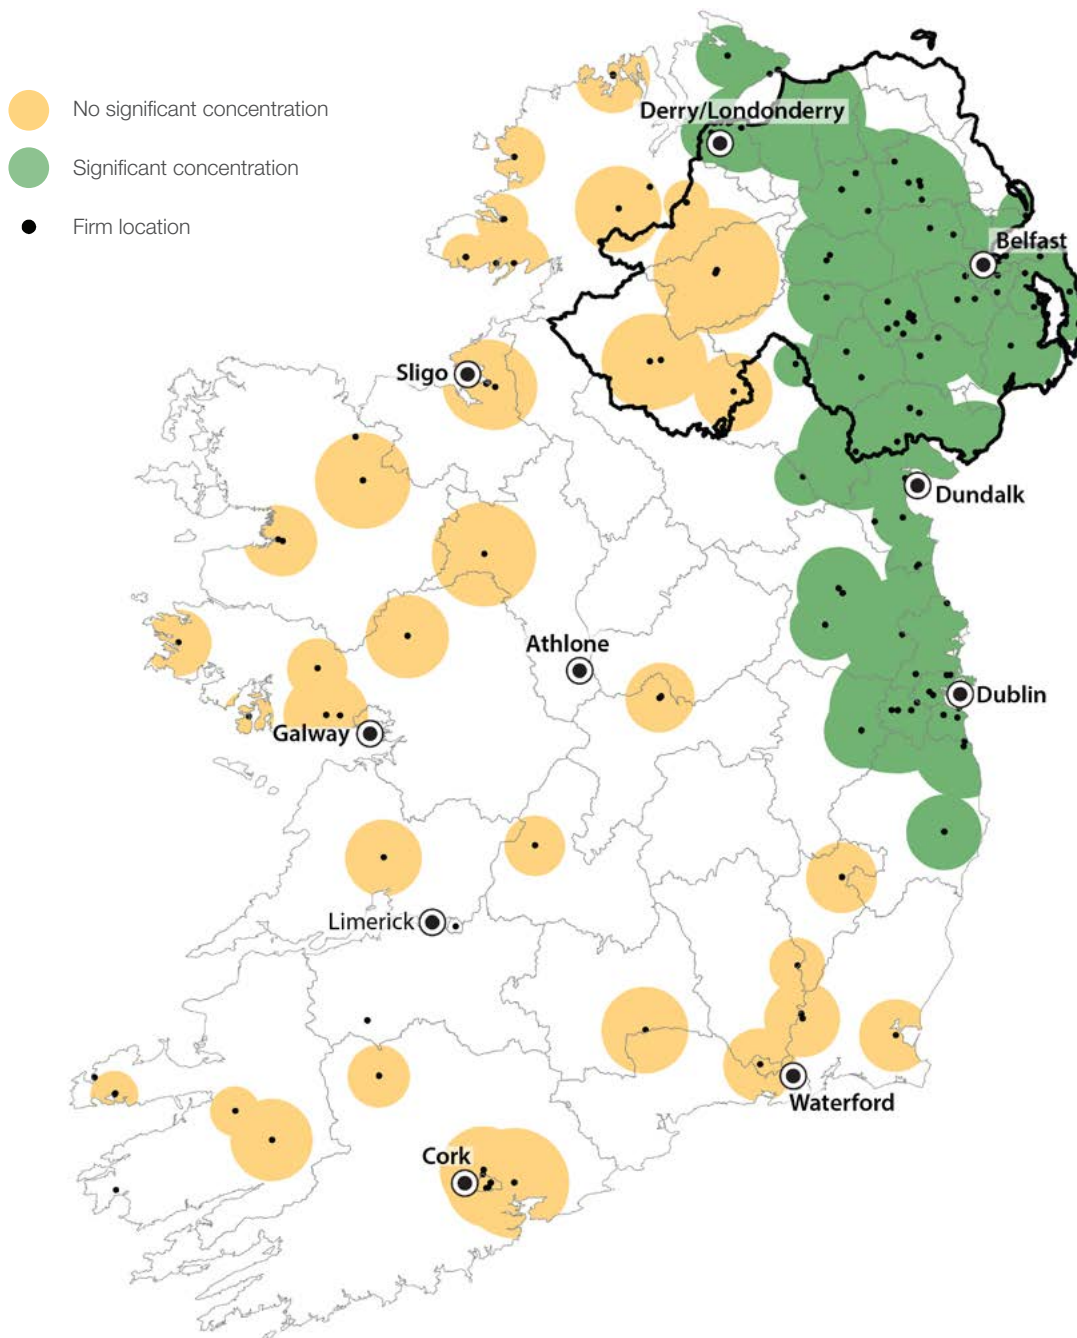 No significant concentration
Significant concentration
Firm location
Derry/Londonderry
Belfast
Sligo
Dundalk
Athlone
Dublin
Galway
Limerick
Waterford
Cork